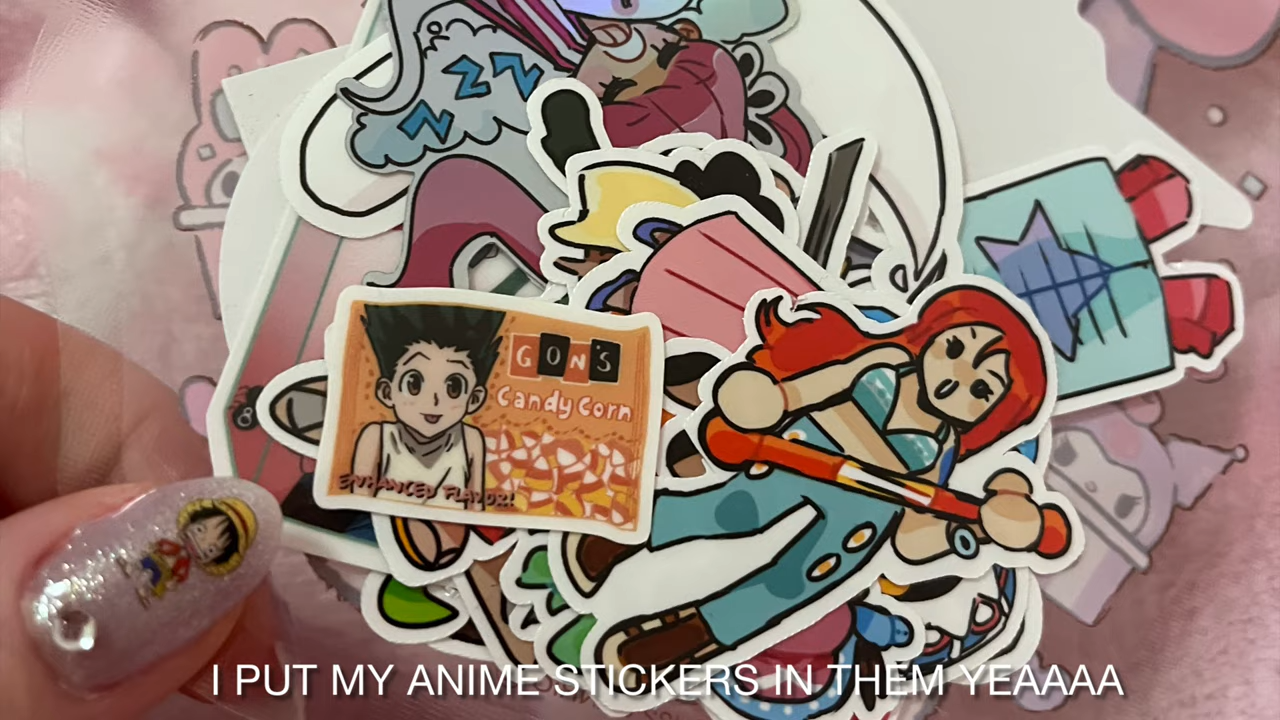 Z Z Z
GON'S
Candy Corn
ENHANCED FLAVOR!
I PUT MY ANIME STICKERS IN THEM YEAAAA